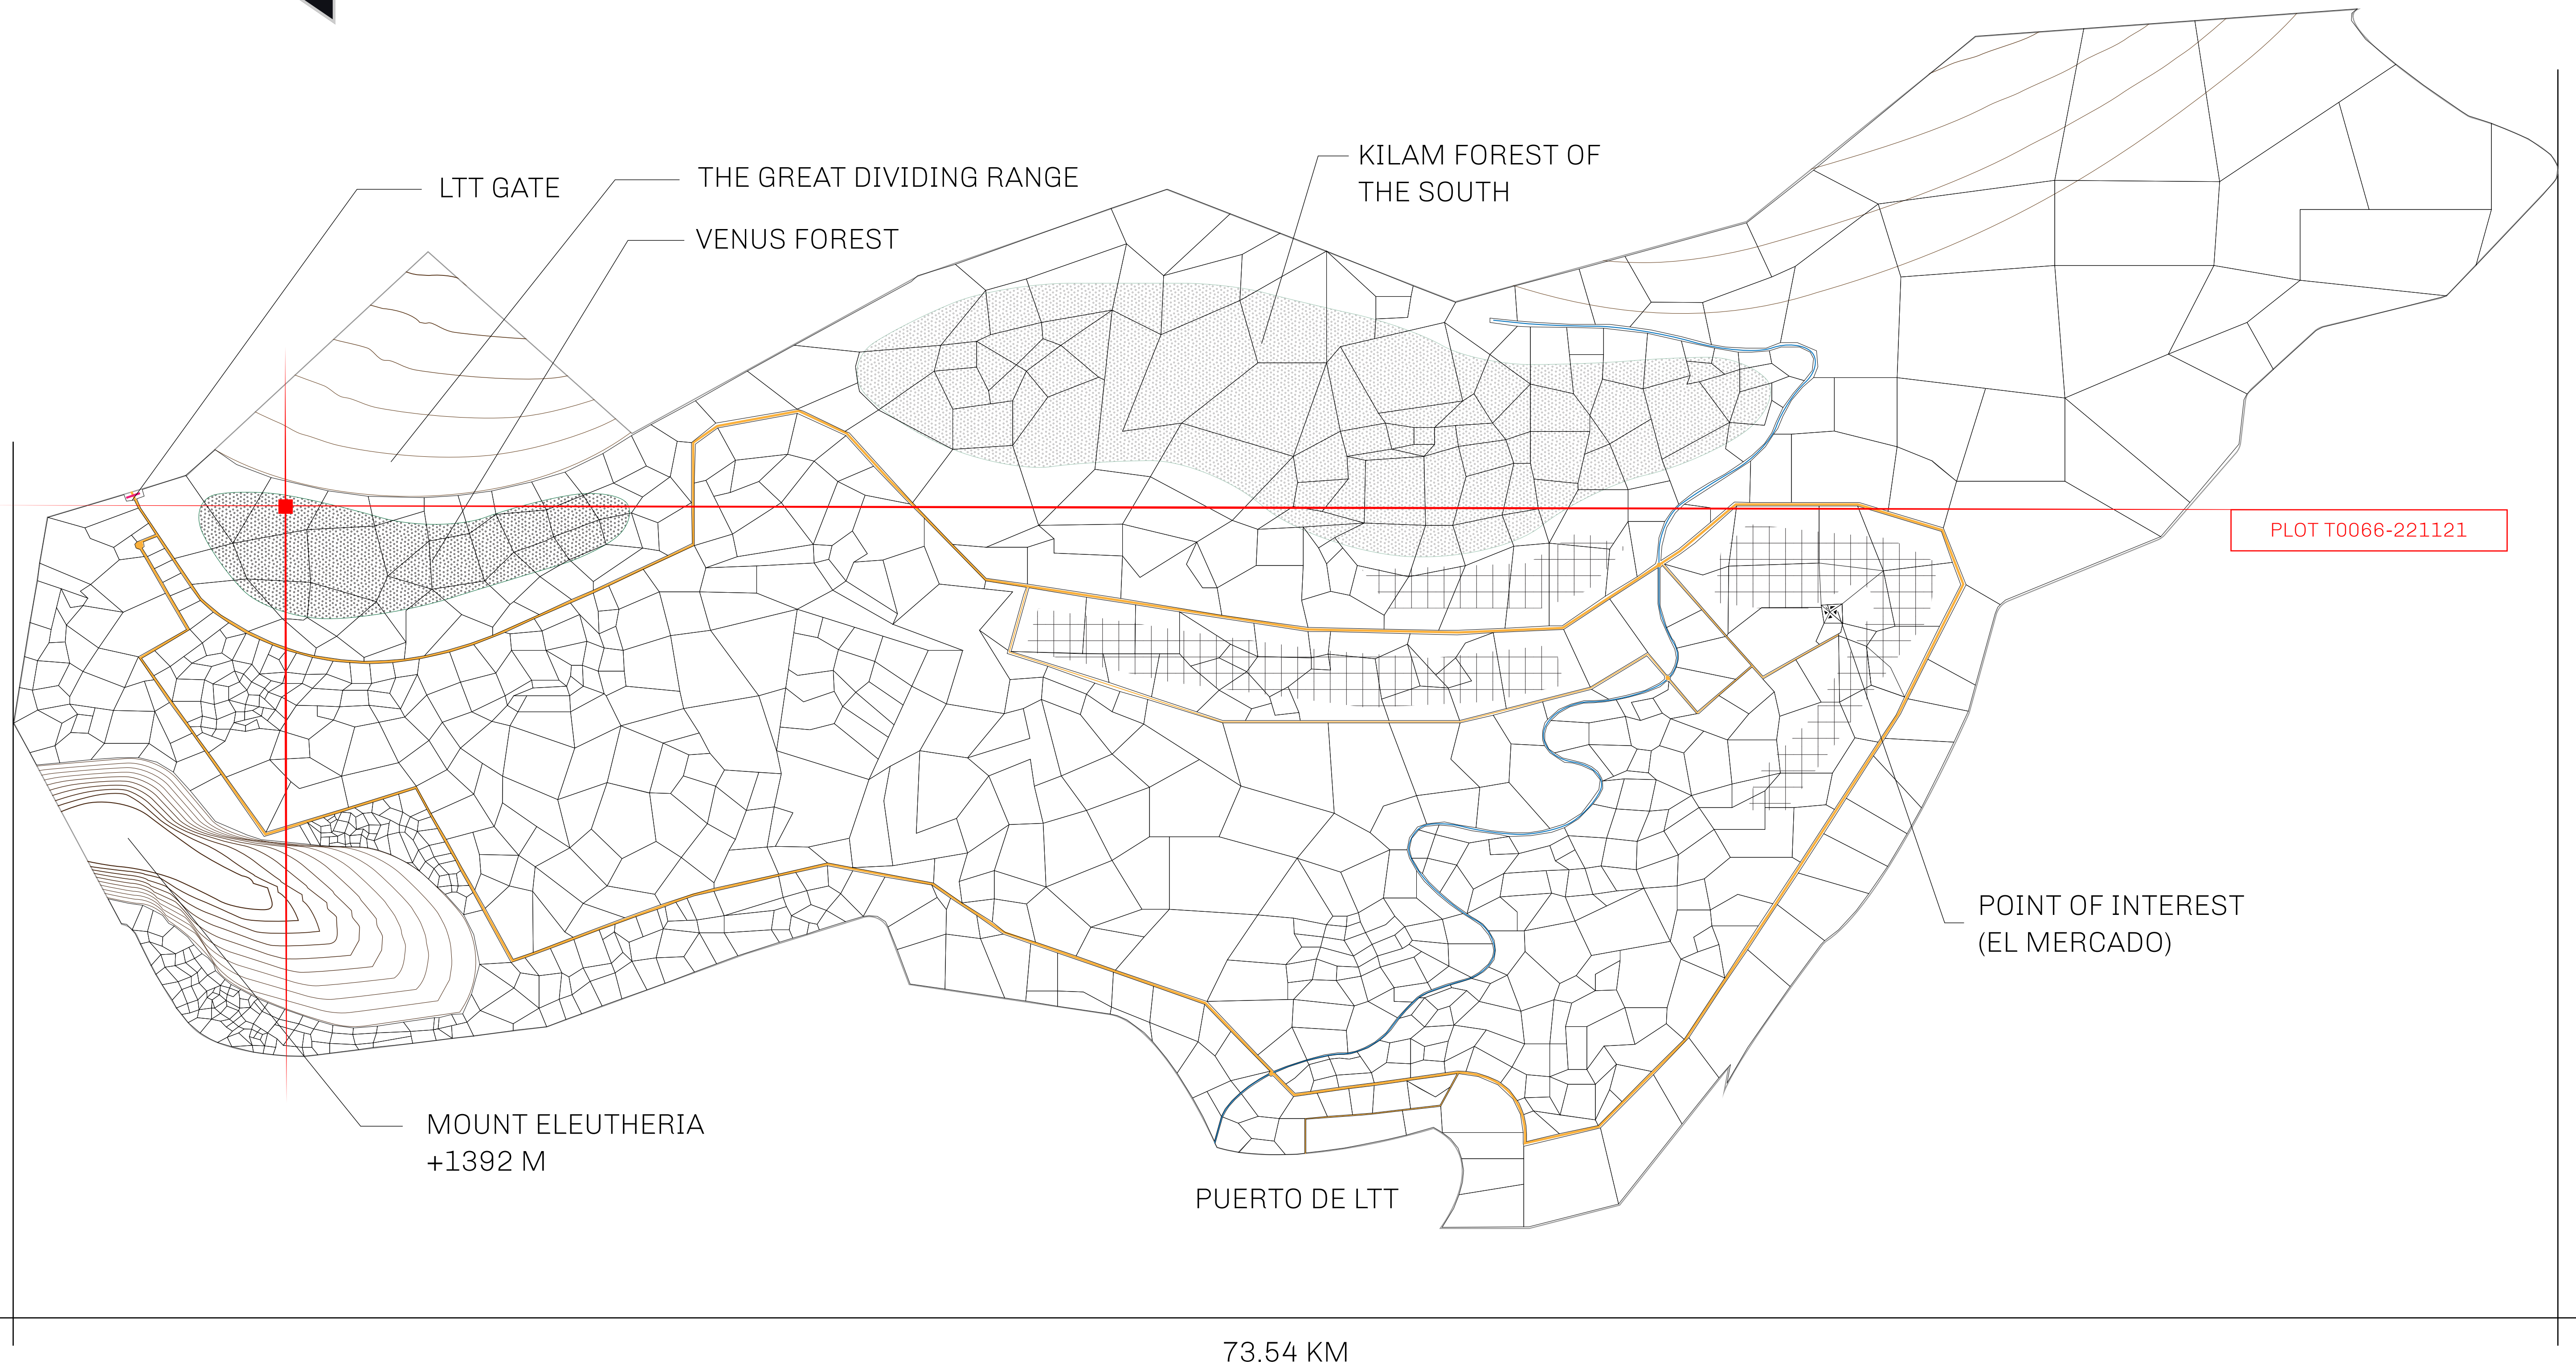 KILAM FOREST OF
THE SOUTH
THE GREAT DIVIDING RANGE
LTT GATE
VENUS FOREST
PLOT T0066-221121
POINT OF INTEREST
(EL MERCADO)
MOUNT ELEUTHERIA
+1392 M
PUERTO DE LTT
73.54 KM